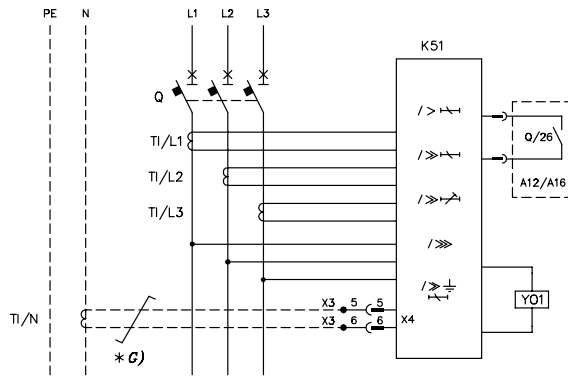 PE N L1 L2 L3
K51
Q
/>
Q/26
TI/L1
/≫
TI/L2
A12/A16
/≫
TI/L3
/⋙
/≫
X3 5 5
TI/N
X4
Y01
X3 6 6
*G)